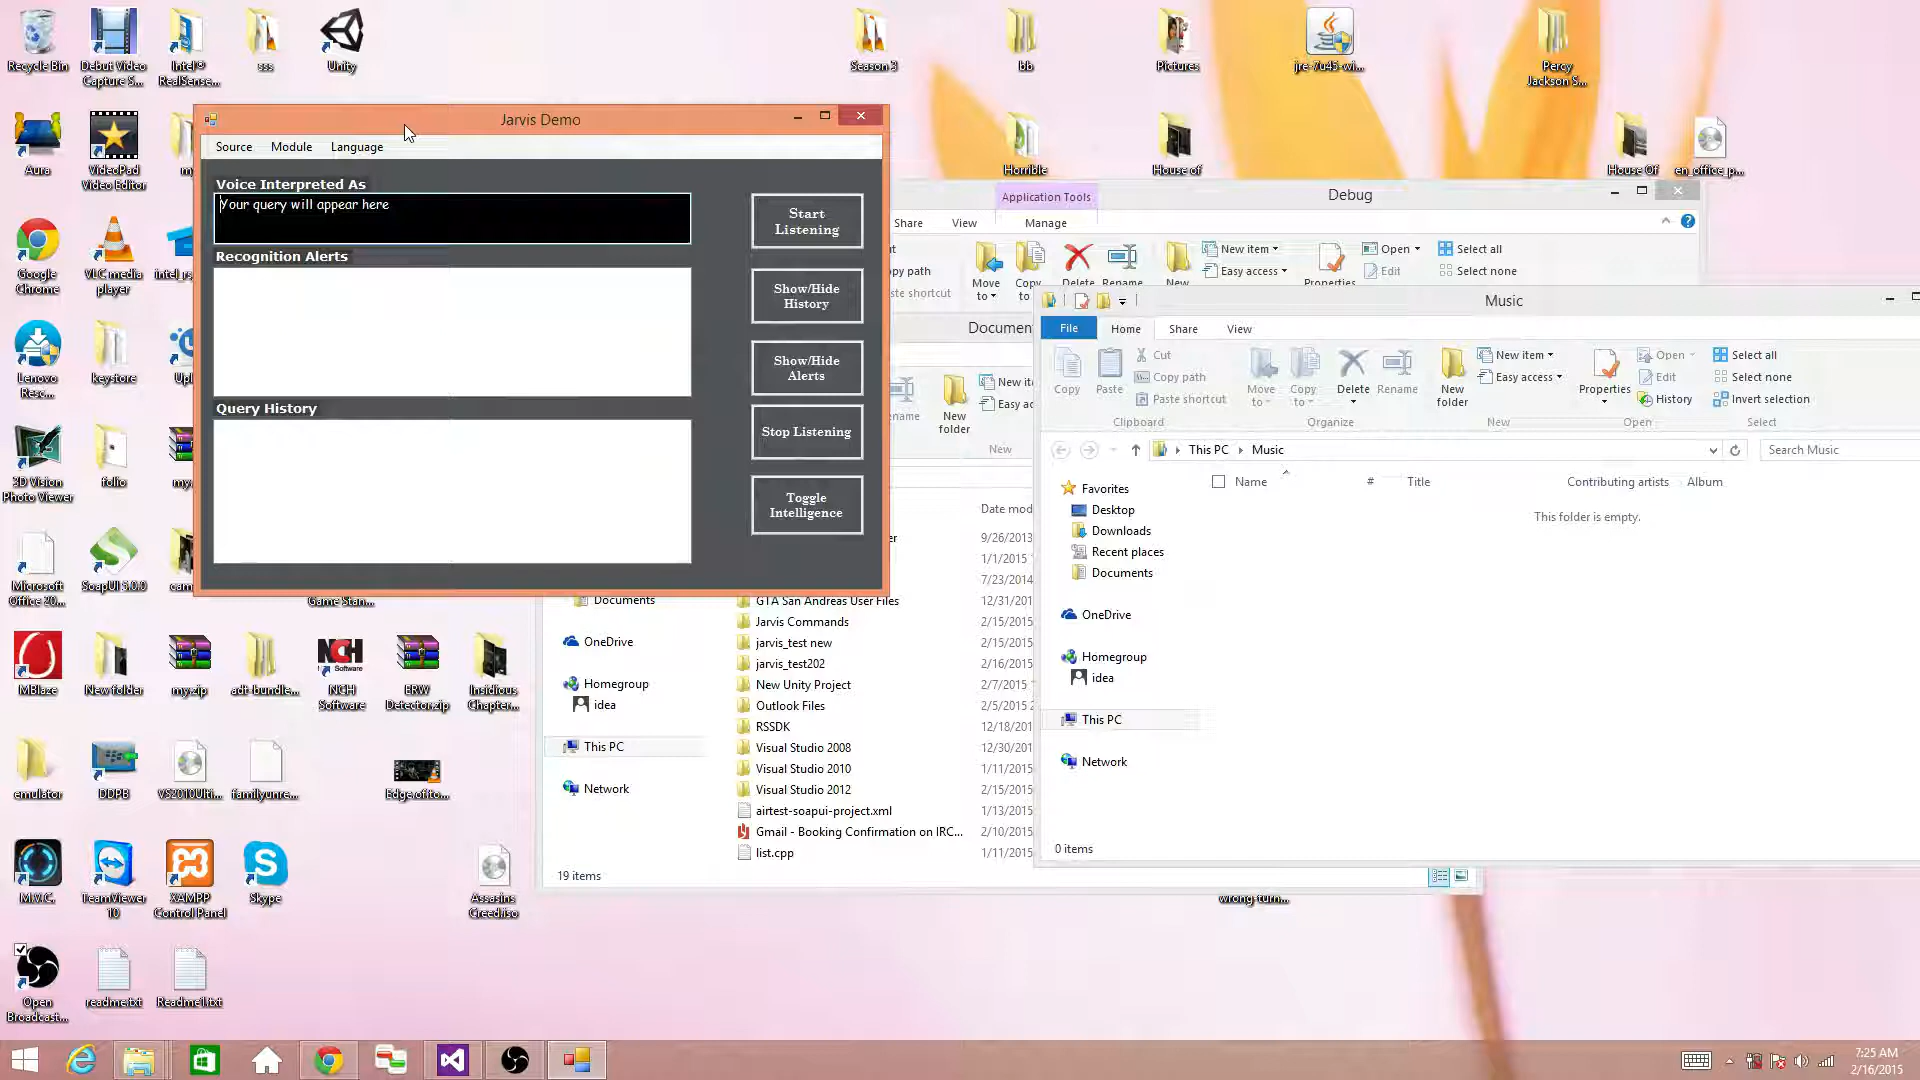 Recycle Bin
Debut Video
Capture S...
Intel®
RealSense...
sss
Unity
Season 3
bb
Pictures
jre-7u45-wi...
Percy
Jackson S...
Aura
VideoPad
Video Editor
Horrible
House of
House Of
en_office_p...
Google
Chrome
VLC media
player
intel_rs
Lenovo
Resc...
keystore
3D Vision
Photo Viewer
folio
Microsoft
Office 20...
SoapUI 5.0.0
Game Stan...
MBlaze
New folder
my.zip
adt-bundle...
NCH
Software
ERW
Detector.zip
Insidious
Chapter...
emulator
DDPB
VS2010Ulti...
familyunre...
Edge.of.to...
M.V.C.
TeamViewer
10
XAMPP
Control Panel
Skype
Assasins
Creed.iso
wrong-turn...
Open
Broadcast...
readme.txt
Readme1.txt
Jarvis Demo
Source
Module
Language
Voice Interpreted As
Your query will appear here
Recognition Alerts
Query History
Start
Listening
Show/Hide
History
Show/Hide
Alerts
Stop Listening
Toggle
Intelligence
Application Tools
Debug
Share
View
Manage
Move
to
Copy
to
Delete
Rename
New
New item
Easy access
Properties
Open
Edit
Select all
Select none
New
folder
New
Date mod
9/26/2013
1/1/2015
7/23/2014
Documents
OneDrive
Homegroup
idea
This PC
Network
GTA San Andreas User Files 12/31/201
Jarvis Commands 2/15/2015
jarvis_test new 2/15/2015
jarvis_test202 2/16/2015
New Unity Project 2/7/2015
Outlook Files 2/5/2015
RSSDK 12/18/201
Visual Studio 2008 12/30/201
Visual Studio 2010 1/11/2015
Visual Studio 2012 2/15/2015
airtest-soapui-project.xml 1/13/2015
Gmail - Booking Confirmation on IRC... 2/10/2015
list.cpp 1/11/2015
19 items
Music
File
Home
Share
View
Copy
Paste
Cut
Copy path
Paste shortcut
Clipboard
Move
to
Copy
to
Delete
Rename
Organize
New
folder
New item
Easy access
New
Properties
Open
Edit
History
Open
Select all
Select none
Invert selection
Select
This PC
Music
Search Music
Name
#
Title
Contributing artists
Album
This folder is empty.
Favorites
Desktop
Downloads
Recent places
Documents
OneDrive
Homegroup
idea
This PC
Network
0 items
7:25 AM
2/16/2015